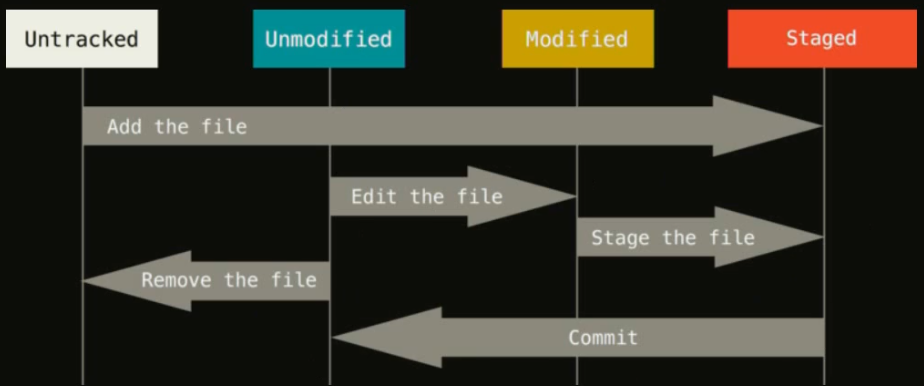 Untracked
Unmodified
Modified
Staged
Add the file
Edit the file
Stage the file
Remove the file
Commit